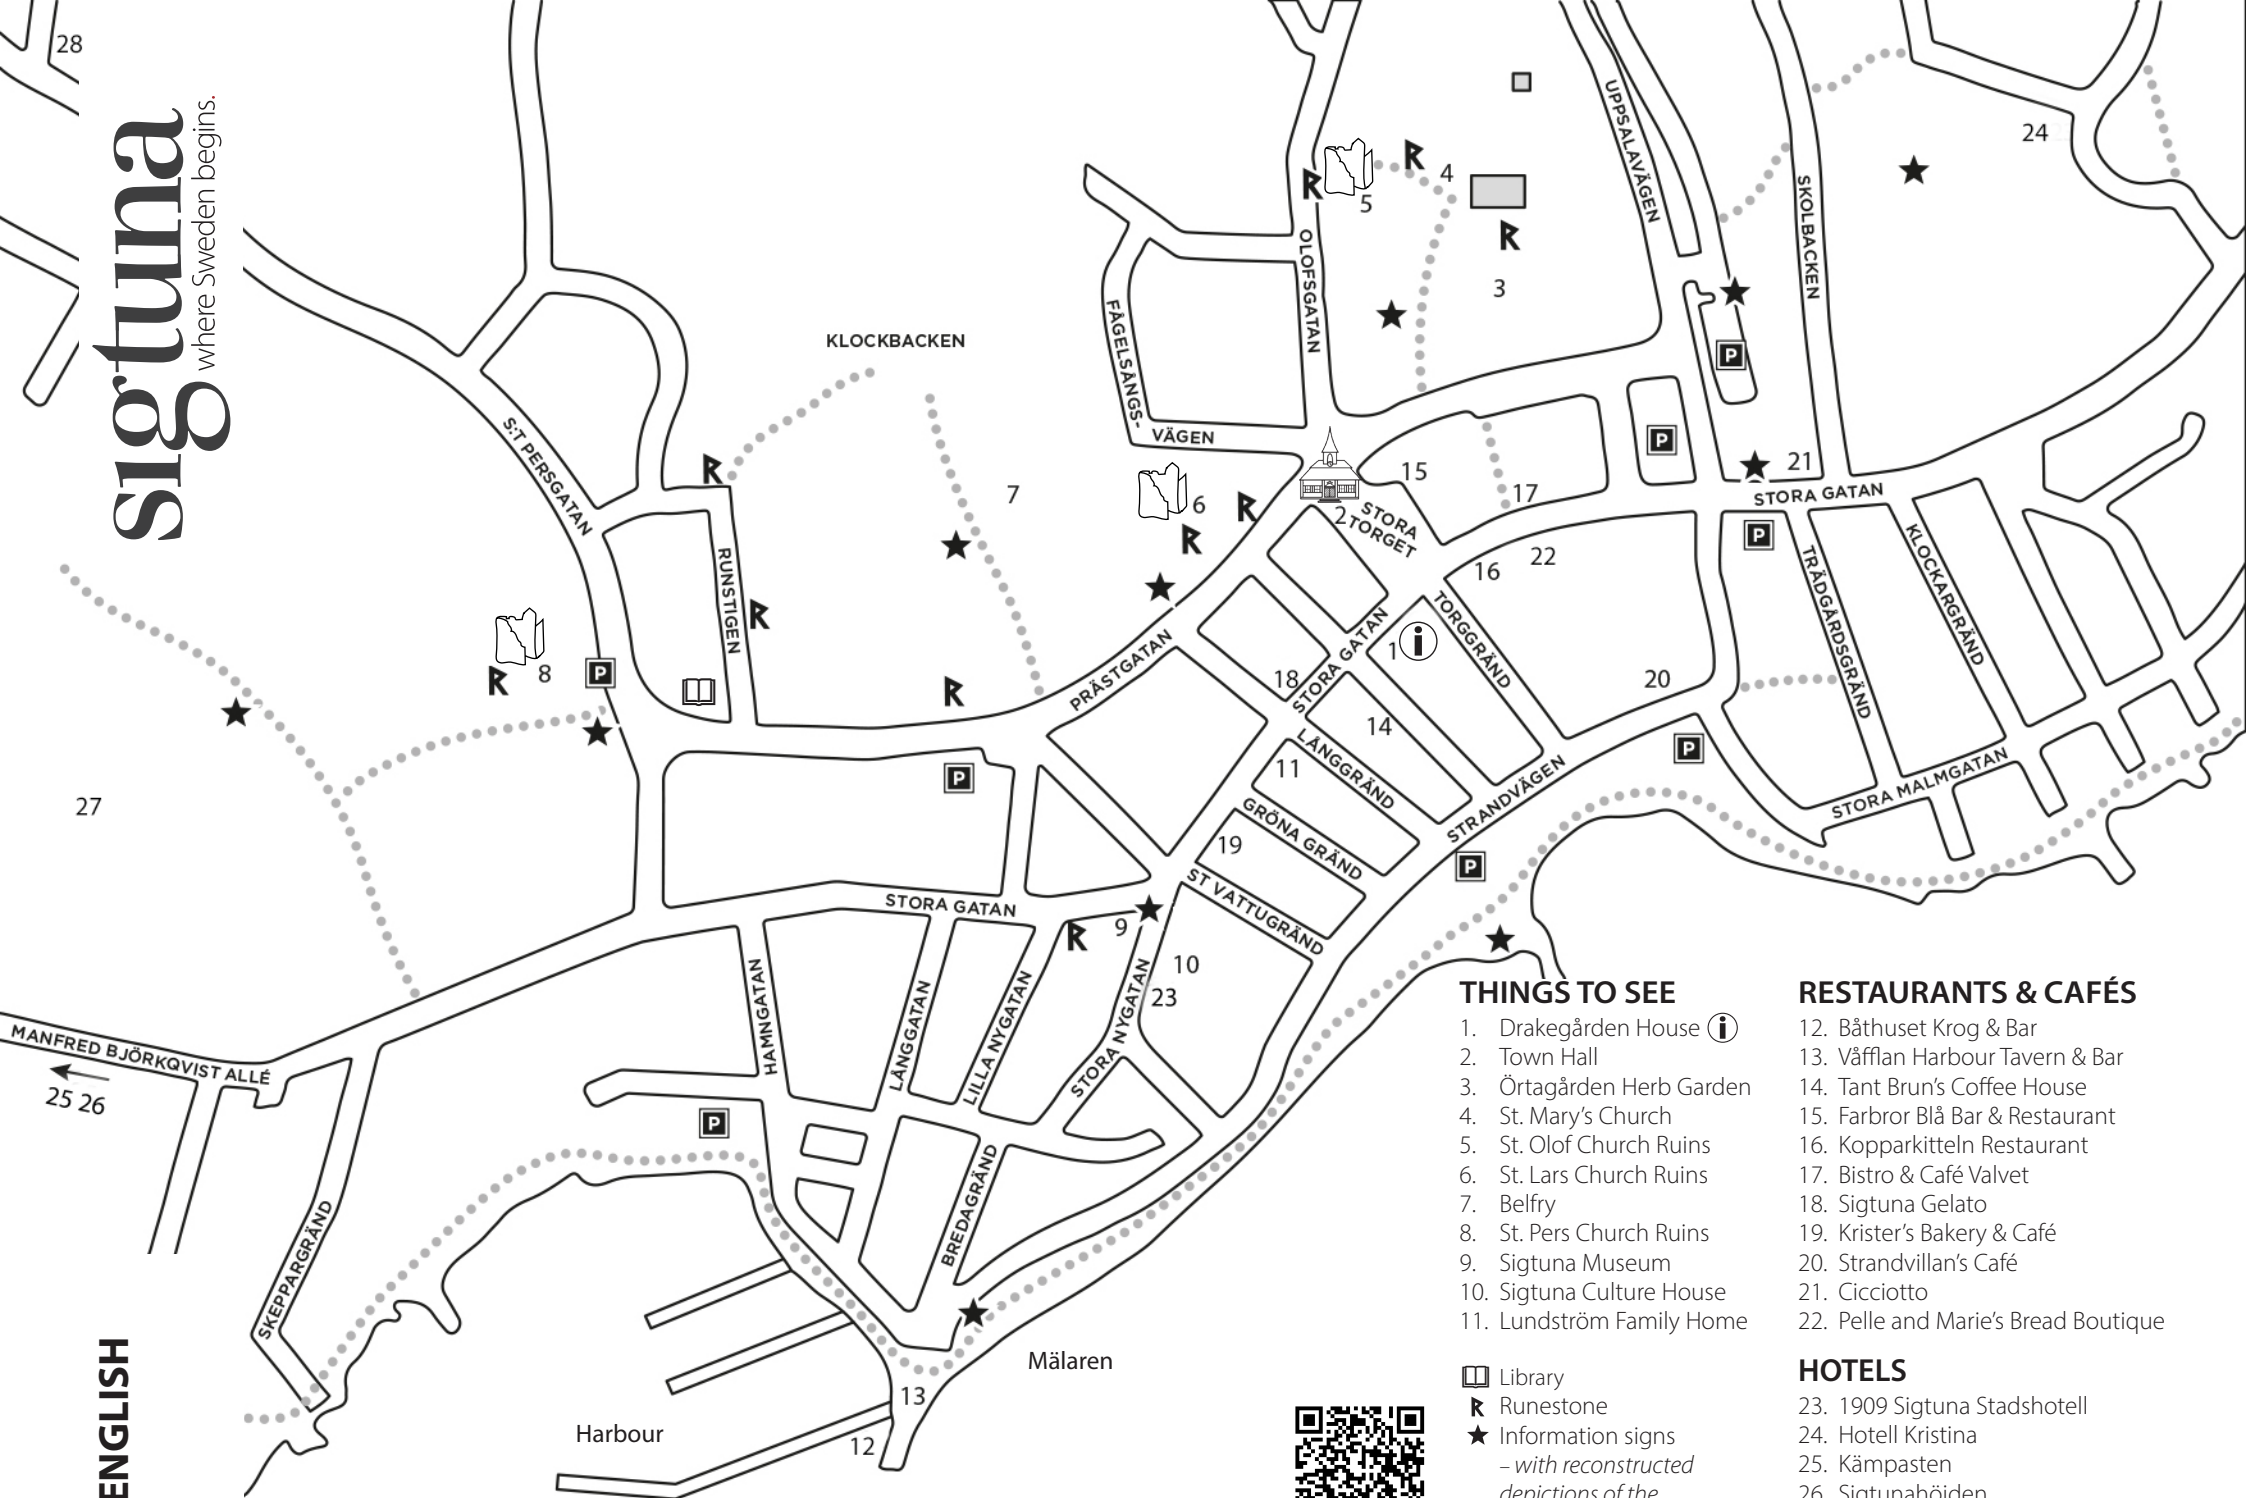 28
sigtuna
where Sweden begins.
24
UPPSALAVÄGEN
SKOLBACKEN
R
R
4
5
R
OLOFSGATAN
3
P
KLOCKBACKEN
FÅGELSÅNGS-
VÄGEN
S:T PERSGATAN
R
7
6
R
R
15
17
P
21
STORA GATAN
2
STORA
TORGET
P
22
16
KLOCKARGRÄND
TRÄDGÅRDSGRÄND
RUNSTIGEN
R
TORGGRÄND
1 i
STORA GATAN
PRÄSTGATAN
R
8
P
R
18
20
14
LÅNGGRÄND
P
STORA MALMGATAN
27
P
11
GRÖNA GRÄND
STRANDVÄGEN
19
P
ST VATTUGRÄND
STORA GATAN
R
9
10
23
HAMNGATAN
LÅNGGATAN
LILLA NYGATAN
STORA NYGATAN
MANFRED BJÖRKQVIST ALLÉ
25 26
P
SKEPPARGRÄND
BREDAGRÄND
Mälaren
13
Harbour
12
ENGLISH
THINGS TO SEE
1. Drakegården House i
2. Town Hall
3. Örtagården Herb Garden
4. St. Mary's Church
5. St. Olof Church Ruins
6. St. Lars Church Ruins
7. Belfry
8. St. Pers Church Ruins
9. Sigtuna Museum
10. Sigtuna Culture House
11. Lundström Family Home
Library
R Runestone
Information signs
– with reconstructed
depictions of the
RESTAURANTS & CAFÉS
12. Båthuset Krog & Bar
13. Våfflan Harbour Tavern & Bar
14. Tant Brun's Coffee House
15. Farbror Blå Bar & Restaurant
16. Kopparkitteln Restaurant
17. Bistro & Café Valvet
18. Sigtuna Gelato
19. Krister's Bakery & Café
20. Strandvillan's Café
21. Cicciotto
22. Pelle and Marie's Bread Boutique
HOTELS
23. 1909 Sigtuna Stadshotell
24. Hotell Kristina
25. Kämpasten
26. Sigtunahöjden